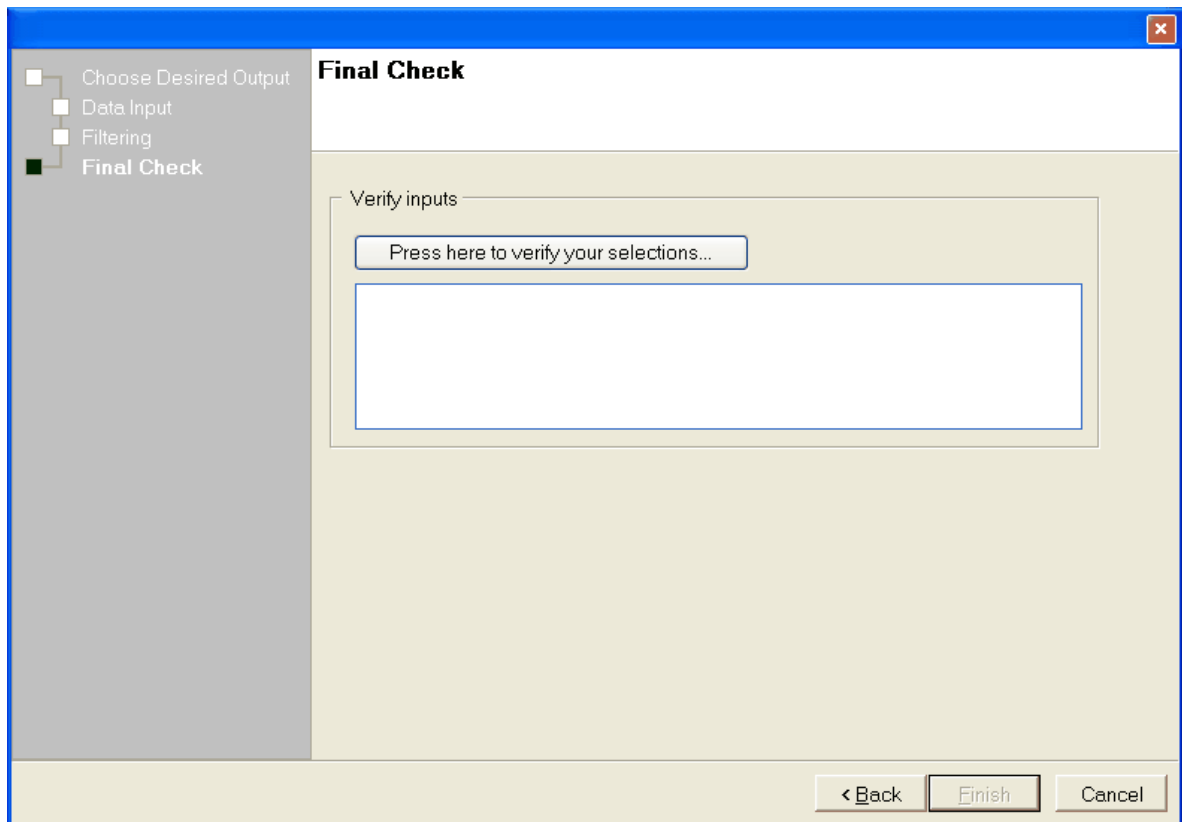 Choose Desired Output
Data Input
Filtering
Final Check
Final Check
Verify inputs
Press here to verify your selections...
< Back
Finish
Cancel